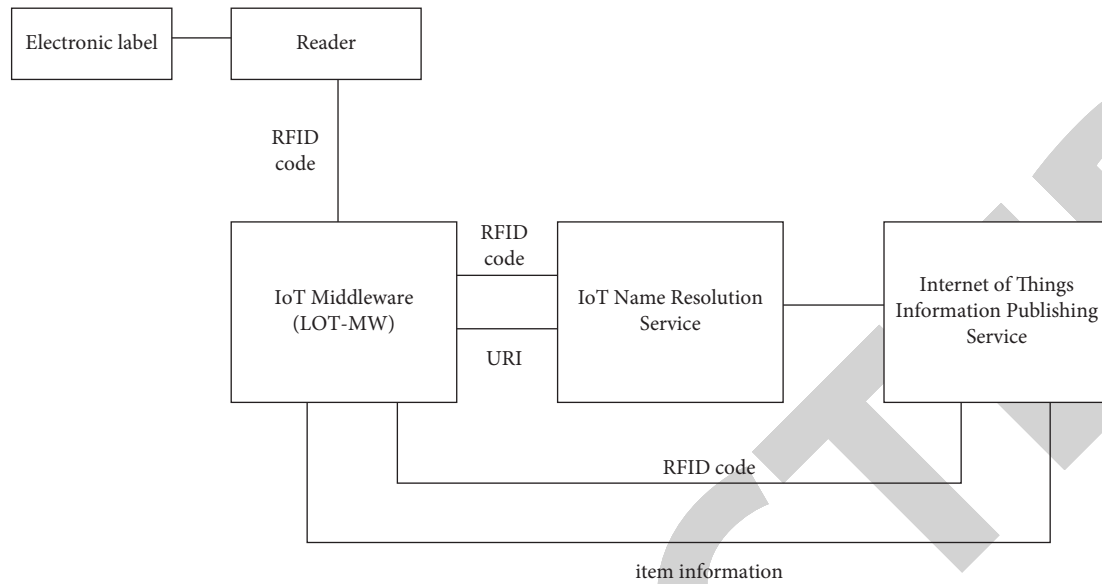 Electronic label
Reader
RFID
code
IoT Middleware
(LOT-MW)
RFID
code
URI
IoT Name Resolution
Service
Internet of Things
Information Publishing
Service
RFID code
item information